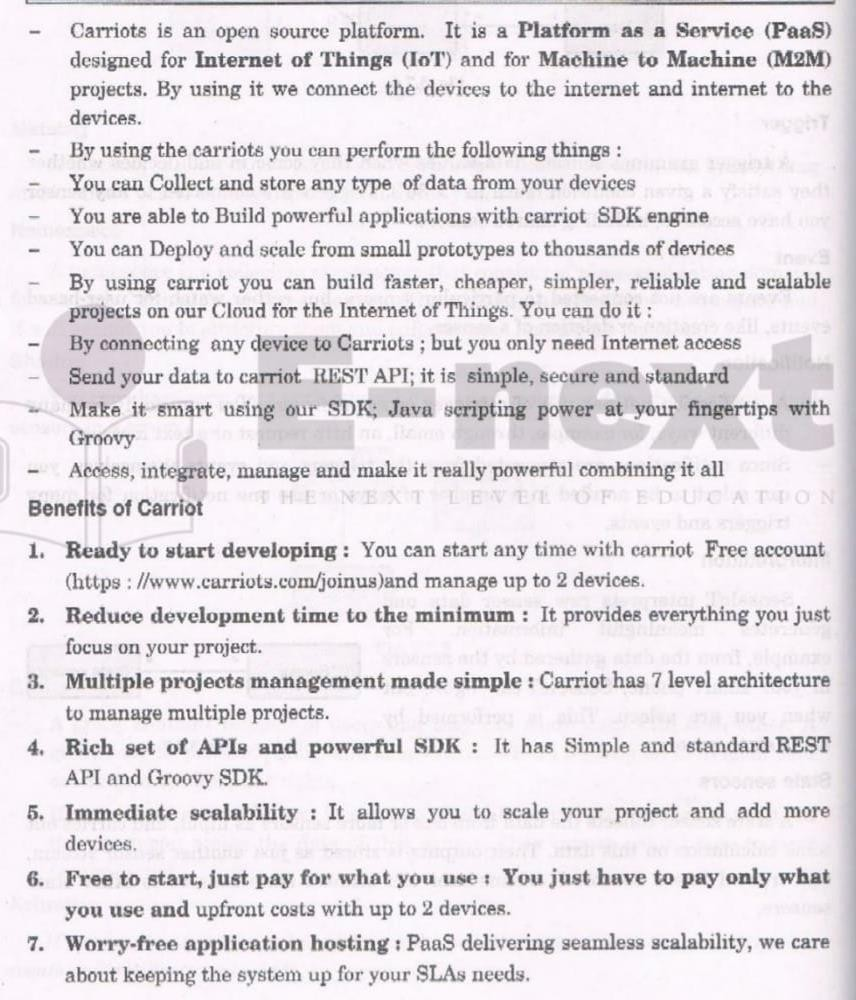 – Carriots is an open source platform. It is a Platform as a Service (PaaS)
designed for Internet of Things (IoT) and for Machine to Machine (M2M)
projects. By using it we connect the devices to the internet and internet to the
devices.
– By using the carriots you can perform the following things :
– You can Collect and store any type of data from your devices
– You are able to Build powerful applications with carriot SDK engine
– You can Deploy and scale from small prototypes to thousands of devices
– By using carriot you can build faster, cheaper, simpler, reliable and scalable
projects on our Cloud for the Internet of Things. You can do it :
– By connecting any device to Carriots ; but you only need Internet access
– Send your data to carriot REST API; it is simple, secure and standard
– Make it smart using our SDK; Java scripting power at your fingertips with
Groovy
– Access, integrate, manage and make it really powerful combining it all
E-next
THE NEXT LEVEL OF EDUCATION
Benefits of Carriot
1. Ready to start developing : You can start any time with carriot Free account
(https : //www.carriots.com/joinus)and manage up to 2 devices.
2. Reduce development time to the minimum : It provides everything you just
focus on your project.
3. Multiple projects management made simple : Carriot has 7 level architecture
to manage multiple projects.
4. Rich set of APIs and powerful SDK : It has Simple and standard REST
API and Groovy SDK.
5. Immediate scalability : It allows you to scale your project and add more
devices.
6. Free to start, just pay for what you use : You just have to pay only what
you use and upfront costs with up to 2 devices.
7. Worry-free application hosting : PaaS delivering seamless scalability, we care
about keeping the system up for your SLAs needs.